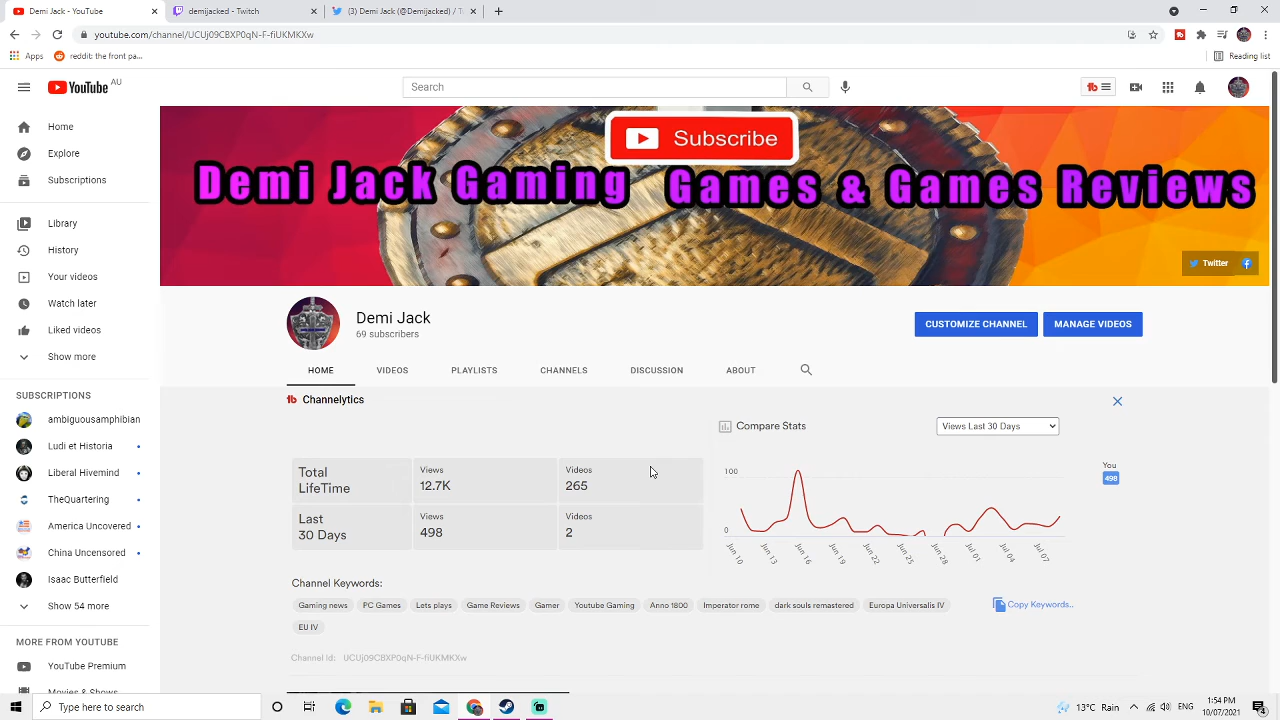 Demi Jack - YouTube
demijacked - Twitch
(3) Demi Jack (@Demijacked) / T
youtube.com/channel/UCUj09CBXP0qN-F-fiUKMKXw
Apps
reddit: the front pa...
Reading list
YouTube AU
Search
Home
Explore
Subscriptions
Library
History
Your videos
Watch later
Liked videos
Show more
SUBSCRIPTIONS
ambiguousamphibian
Ludi et Historia
Liberal Hivemind
TheQuartering
America Uncovered
China Uncensored
Isaac Butterfield
Show 54 more
MORE FROM YOUTUBE
YouTube Premium
Movies & Shows
Subscribe
Demi Jack Gaming Games & Games Reviews
Twitter
Demi Jack
69 subscribers
CUSTOMIZE CHANNEL
MANAGE VIDEOS
HOME VIDEOS PLAYLISTS CHANNELS DISCUSSION ABOUT
tb Channelytics
Total LifeTime
Views
12.7K
Videos
265
Last 30 Days
Views
498
Videos
2
Compare Stats
Views Last 30 Days
100
0
Jun 10 Jun 13 Jun 16 Jun 19 Jun 22 Jun 25 Jun 28 Jul 01 Jul 04 Jul 07
You
498
Channel Keywords:
Gaming news PC Games Lets plays Game Reviews Gamer Youtube Gaming Anno 1800 Imperator rome dark souls remastered Europa Universalis IV
EU IV
Copy Keywords..
Channel Id: UCUj09CBXP0qN-F-fiUKMKXw
Type here to search
13°C Rain
ENG
1:54 PM
10/07/2021
4